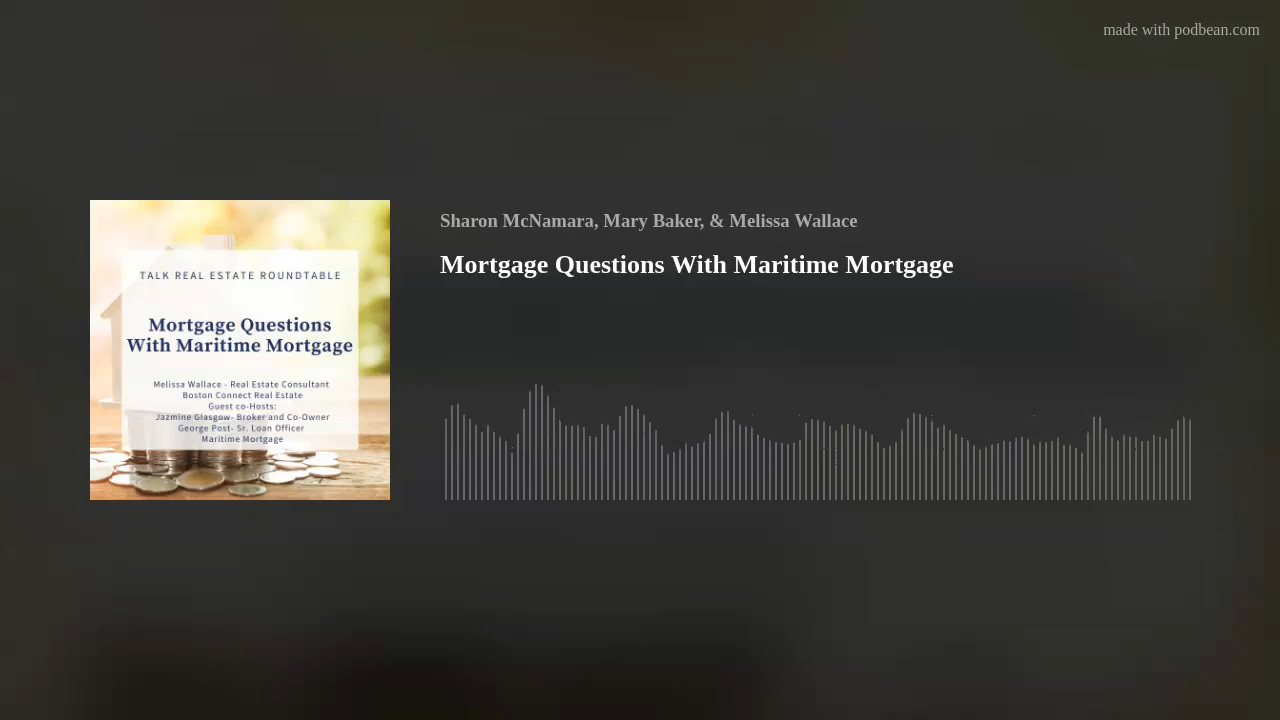 made with podbean.com
Sharon McNamara, Mary Baker, & Melissa Wallace
Mortgage Questions With Maritime Mortgage
TALK REAL ESTATE ROUNDTABLE
Mortgage Questions
With Maritime Mortgage
Melissa Wallace - Real Estate Consultant
Boston Connect Real Estate
Guest co-Hosts:
Jazmine Glasgow- Broker and Co-Owner
George Post- Sr. Loan Officer
Maritime Mortgage